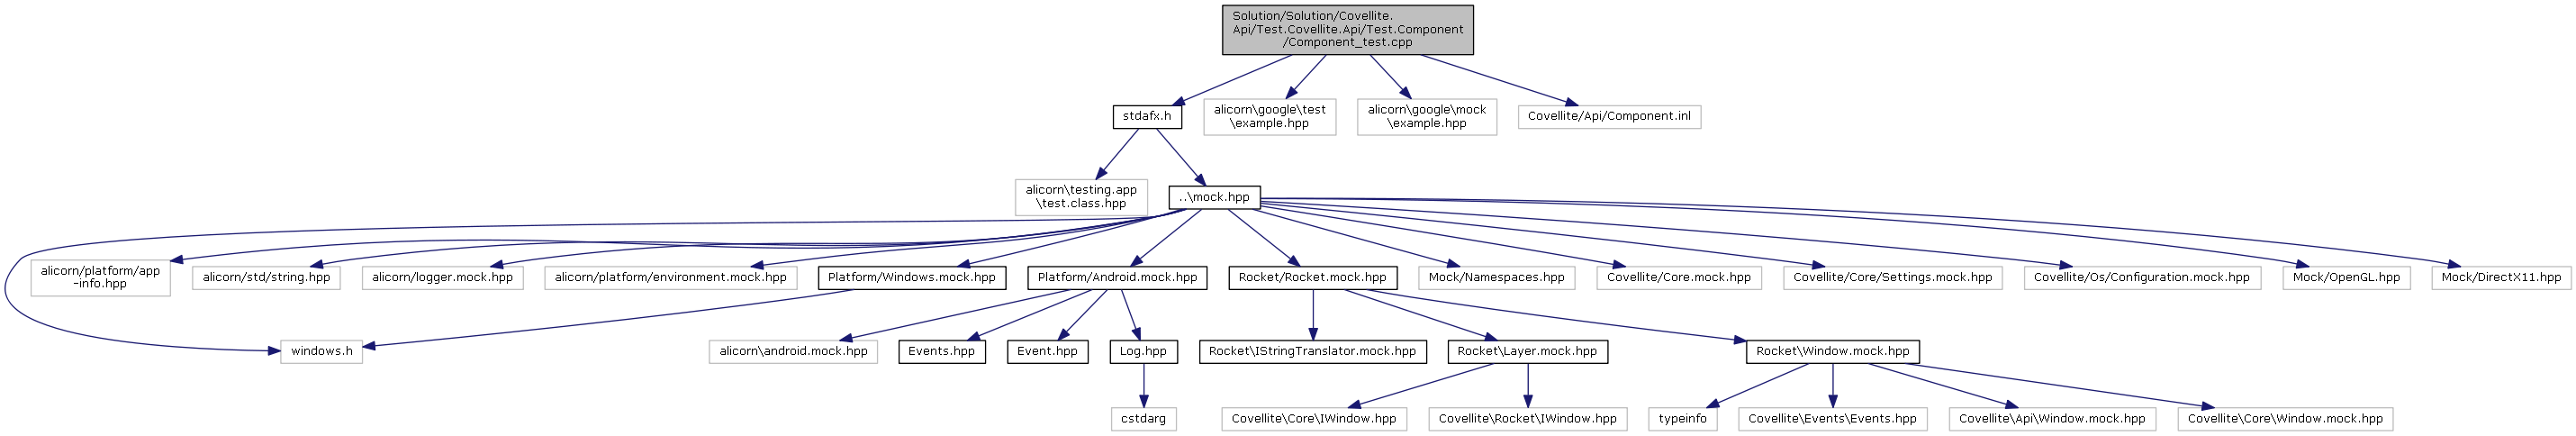 Solution/Solution/Covellite.
Api/Test.Covellite.Api/Test.Component
/Component_test.cpp
stdafx.h
alicorn\google\test
\example.hpp
alicorn\google\mock
\example.hpp
Covellite/Api/Component.inl
alicorn\testing.app
\test.class.hpp
..\mock.hpp
alicorn/platform/app
-info.hpp
alicorn/std/string.hpp
alicorn/logger.mock.hpp
alicorn/platform/environment.mock.hpp
Platform/Windows.mock.hpp
Platform/Android.mock.hpp
Rocket/Rocket.mock.hpp
Mock/Namespaces.hpp
Covellite/Core.mock.hpp
Covellite/Core/Settings.mock.hpp
Covellite/Os/Configuration.mock.hpp
Mock/OpenGL.hpp
Mock/DirectX11.hpp
windows.h
alicorn\android.mock.hpp
Events.hpp
Event.hpp
Log.hpp
Rocket\IStringTranslator.mock.hpp
Rocket\Layer.mock.hpp
Rocket\Window.mock.hpp
cstdarg
Covellite\Core\IWindow.hpp
Covellite\Rocket\IWindow.hpp
typeinfo
Covellite\Events\Events.hpp
Covellite\Api\Window.mock.hpp
Covellite\Core\Window.mock.hpp